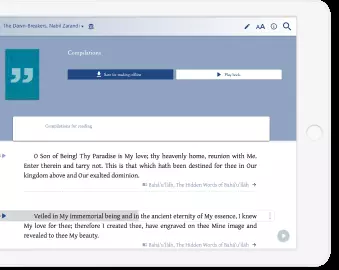 The Dawn-Breakers, Nabíl Zarandí
AA
Compilations
Save for reading offline
Play book
Compilations for reading
O Son of Being! Thy Paradise is My love; thy heavenly home, reunion with Me.
Enter therein and tarry not. This is that which hath been destined for thee in Our
kingdom above and Our exalted dominion.
Bahá'u'lláh, The Hidden Words of Bahá'u'lláh
Veiled in My immemorial being and in the ancient eternity of My essence, I knew
My love for thee; therefore I created thee, have engraved on thee Mine image and
revealed to thee My beauty.
Bahá'u'lláh, The Hidden Words of Bahá'u'lláh